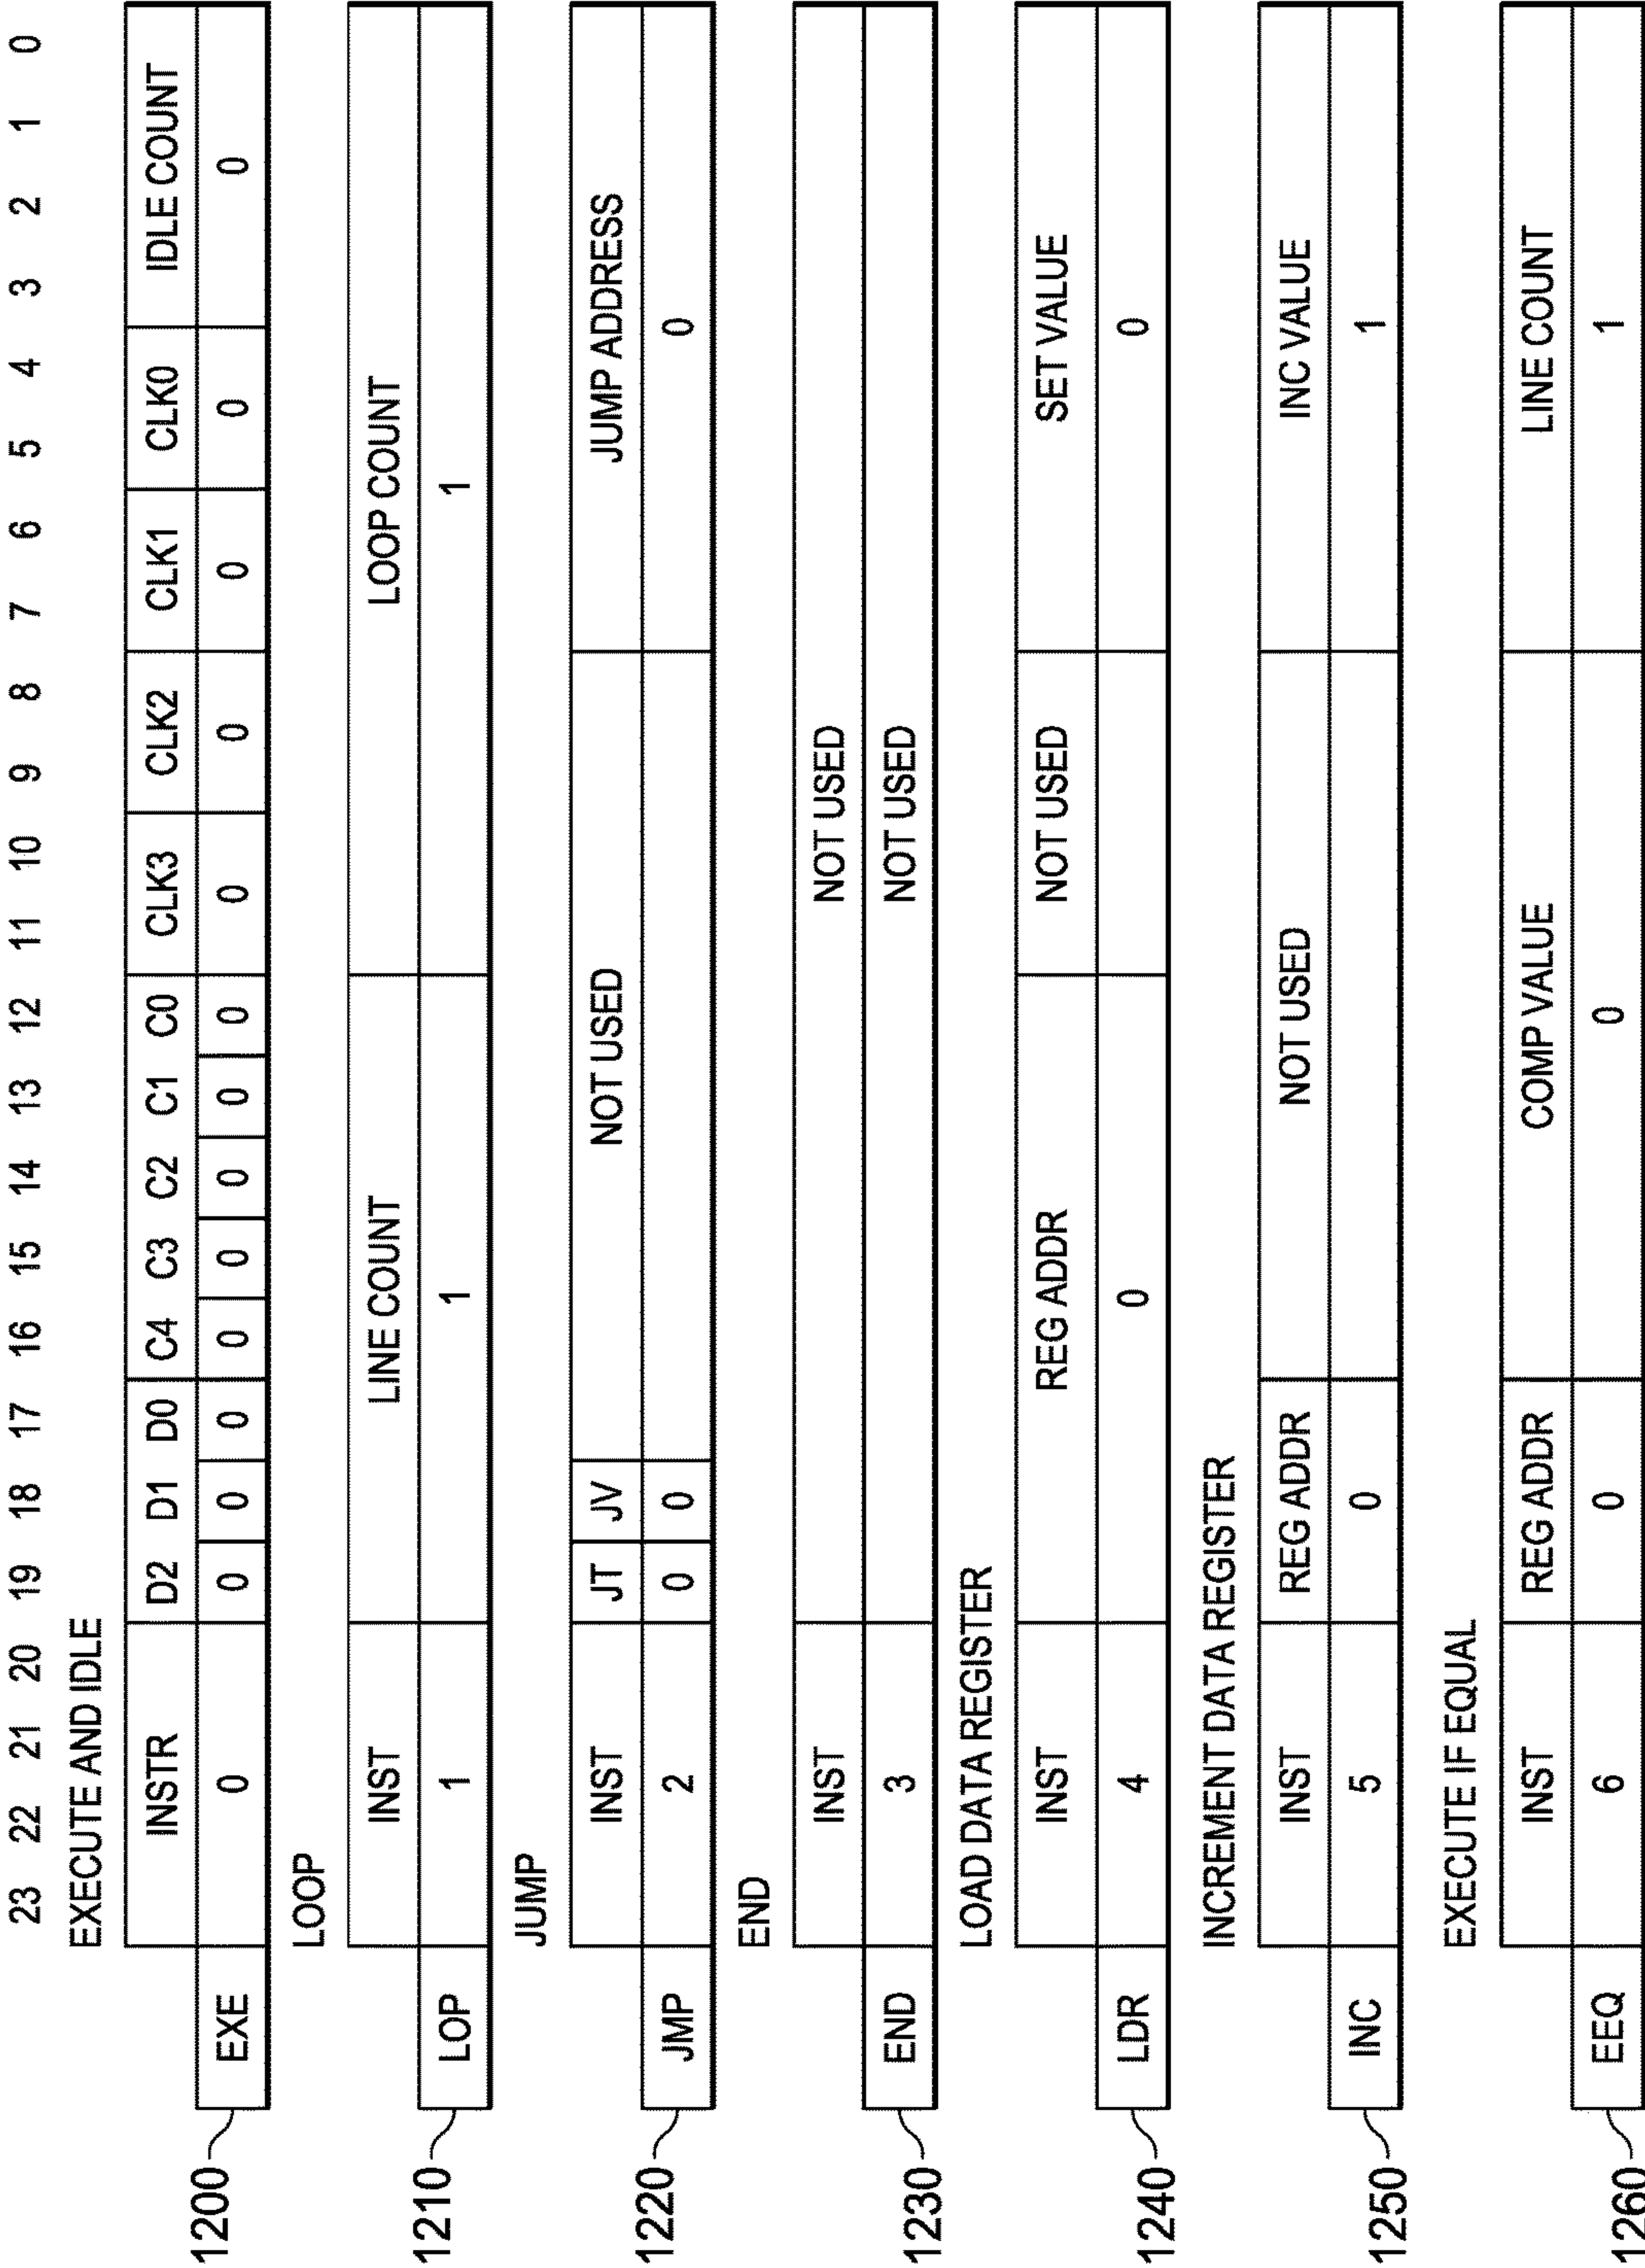 23 22 21 20 19 18 17 16 15 14 13 12 11 10 9 8 7 6 5 4 3 2 1 0
EXECUTE AND IDLE
INSTR D2 D1 D0 C4 C3 C2 C1 C0 CLK3 CLK2 CLK1 CLK0 IDLE COUNT
1200 EXE 0 0 0 0 0 0 0 0 0 0 0 0 0 0
LOOP
INST LINE COUNT LOOP COUNT
1210 LOP 1 1 1
JUMP
INST JT JV NOT USED JUMP ADDRESS
1220 JMP 2 0 0 0
END
INST NOT USED
1230 END 3 NOT USED
LOAD DATA REGISTER
INST REG ADDR NOT USED SET VALUE
1240 LDR 4 0 0
INCREMENT DATA REGISTER
INST REG ADDR NOT USED INC VALUE
1250 INC 5 0 1
EXECUTE IF EQUAL
INST REG ADDR COMP VALUE LINE COUNT
1260 EEQ 6 0 0 1